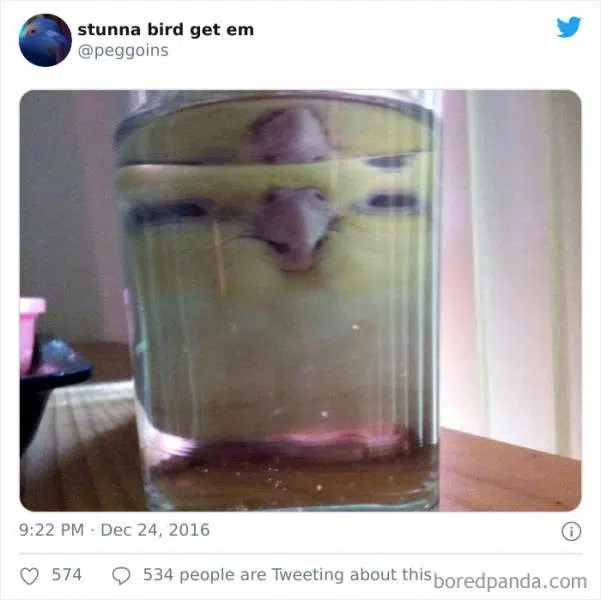 stunna bird get em
@peggoins
9:22 PM · Dec 24, 2016
574 534 people are Tweeting about this
boredpanda.com